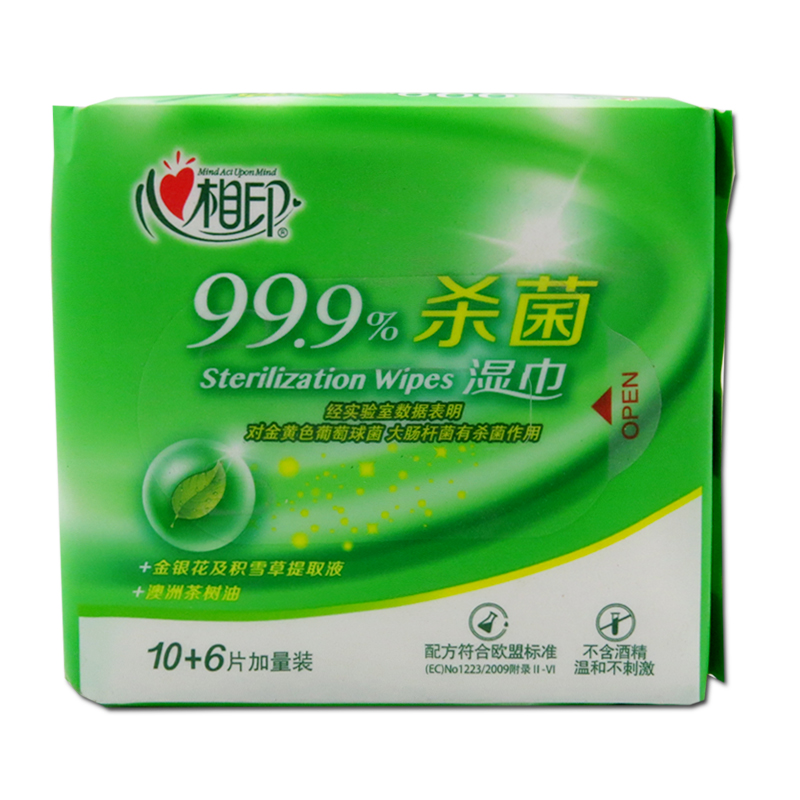 Mind Act Upon Mind
心相印®
99.9%杀菌
Sterilization Wipes 湿巾
经实验室数据表明
对金黄色葡萄球菌 大肠杆菌有杀菌作用
OPEN
+金银花及积雪草提取液
+澳洲茶树油
10+6片加量装
配方符合欧盟标准
(EC)No1223/2009附录II-VI
不含酒精
温和不刺激